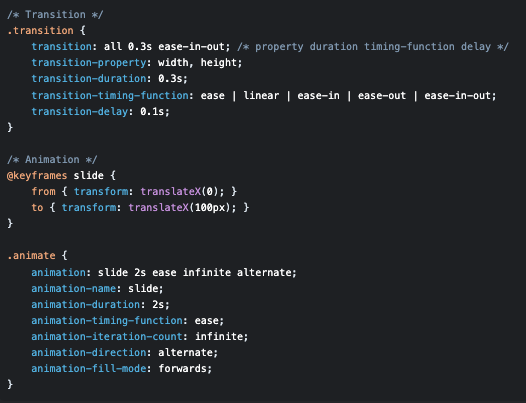 /* Transition */
.transition {
    transition: all 0.3s ease-in-out; /* property duration timing-function delay */
    transition-property: width, height;
    transition-duration: 0.3s;
    transition-timing-function: ease | linear | ease-in | ease-out | ease-in-out;
    transition-delay: 0.1s;
}

/* Animation */
@keyframes slide {
    from { transform: translateX(0); }
    to { transform: translateX(100px); }
}

.animate {
    animation: slide 2s ease infinite alternate;
    animation-name: slide;
    animation-duration: 2s;
    animation-timing-function: ease;
    animation-iteration-count: infinite;
    animation-direction: alternate;
    animation-fill-mode: forwards;
}